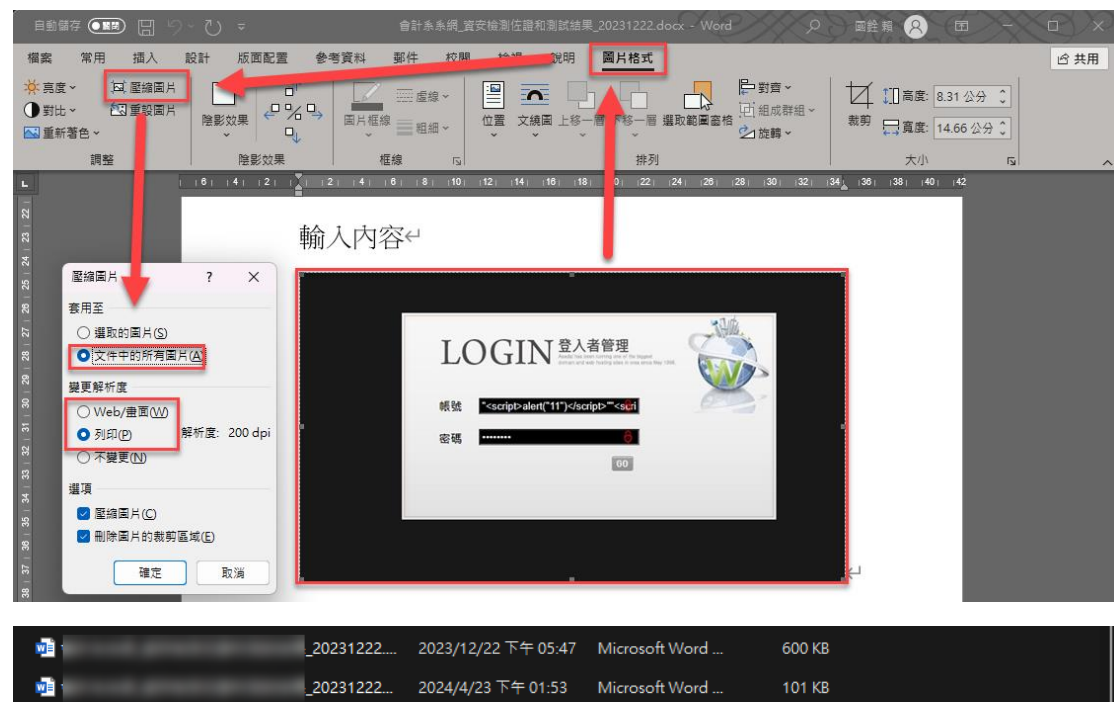 自動儲存 關閉 會計系系網_資安檢測佐證和測試結果_20231222.docx - Word
檔案 常用 插入 設計 版面配置 參考資料 郵件 校閱 檢視 說明 圖片格式 共用
亮度 壓縮圖片
對比 重設圖片
重新著色
陰影效果 圖片框線 虛線 粗細
位置 文繞圖 上移一層 下移一層 選取範圍窗格
對齊
組成群組
旋轉
裁剪 高度: 8.31 公分
寬度: 14.66 公分
調整 陰影效果 框線 排列 大小
輸入內容
壓縮圖片 ? ×
套用至
選取的圖片(S)
文件中的所有圖片(A)
變更解析度
Web/畫面(W)
列印(P) 解析度: 200 dpi
不變更(N)
選項
壓縮圖片(C)
刪除圖片的裁剪區域(E)
確定 取消
LOGIN 登入者管理
帳號 "<script>alert("11")</script>""<scri
密碼 ••••••••
GO
_20231222.... 2023/12/22 下午 05:47 Microsoft Word ... 600 KB
_20231222... 2024/4/23 下午 01:53 Microsoft Word ... 101 KB